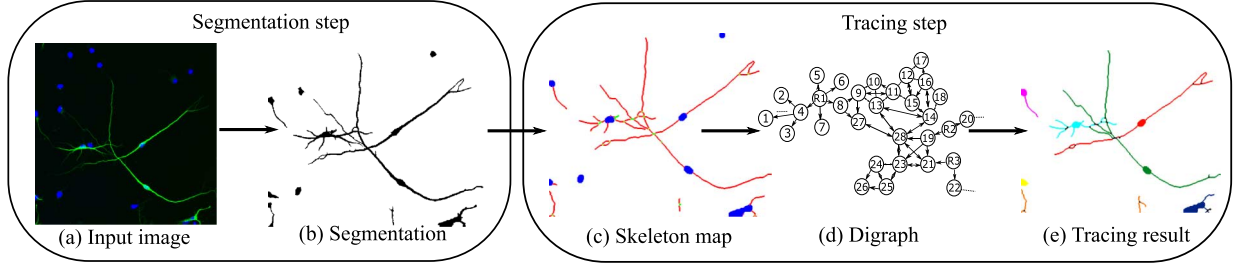 Segmentation step
Tracing step
17
5 6 10 12 16
2 R1 9 11 18
1 4 8 13 15 14
3 7 27 20
28 19 R2
24 23 21 R3
26 25 22
(a) Input image
(b) Segmentation
(c) Skeleton map
(d) Digraph
(e) Tracing result